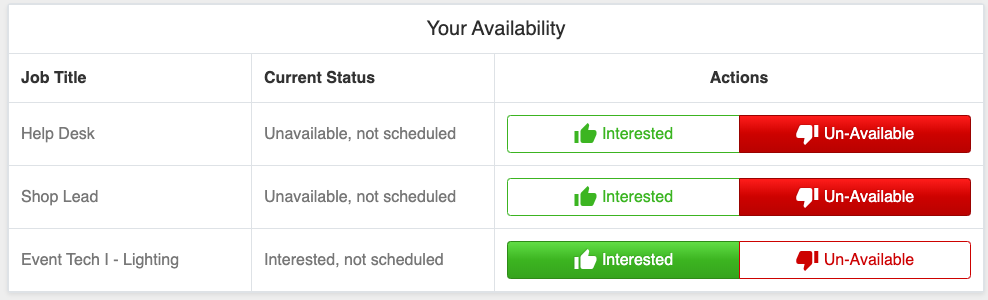 Your Availability
Job Title Current Status Actions
Help Desk Unavailable, not scheduled Interested Un-Available
Shop Lead Unavailable, not scheduled Interested Un-Available
Event Tech I - Lighting Interested, not scheduled Interested Un-Available